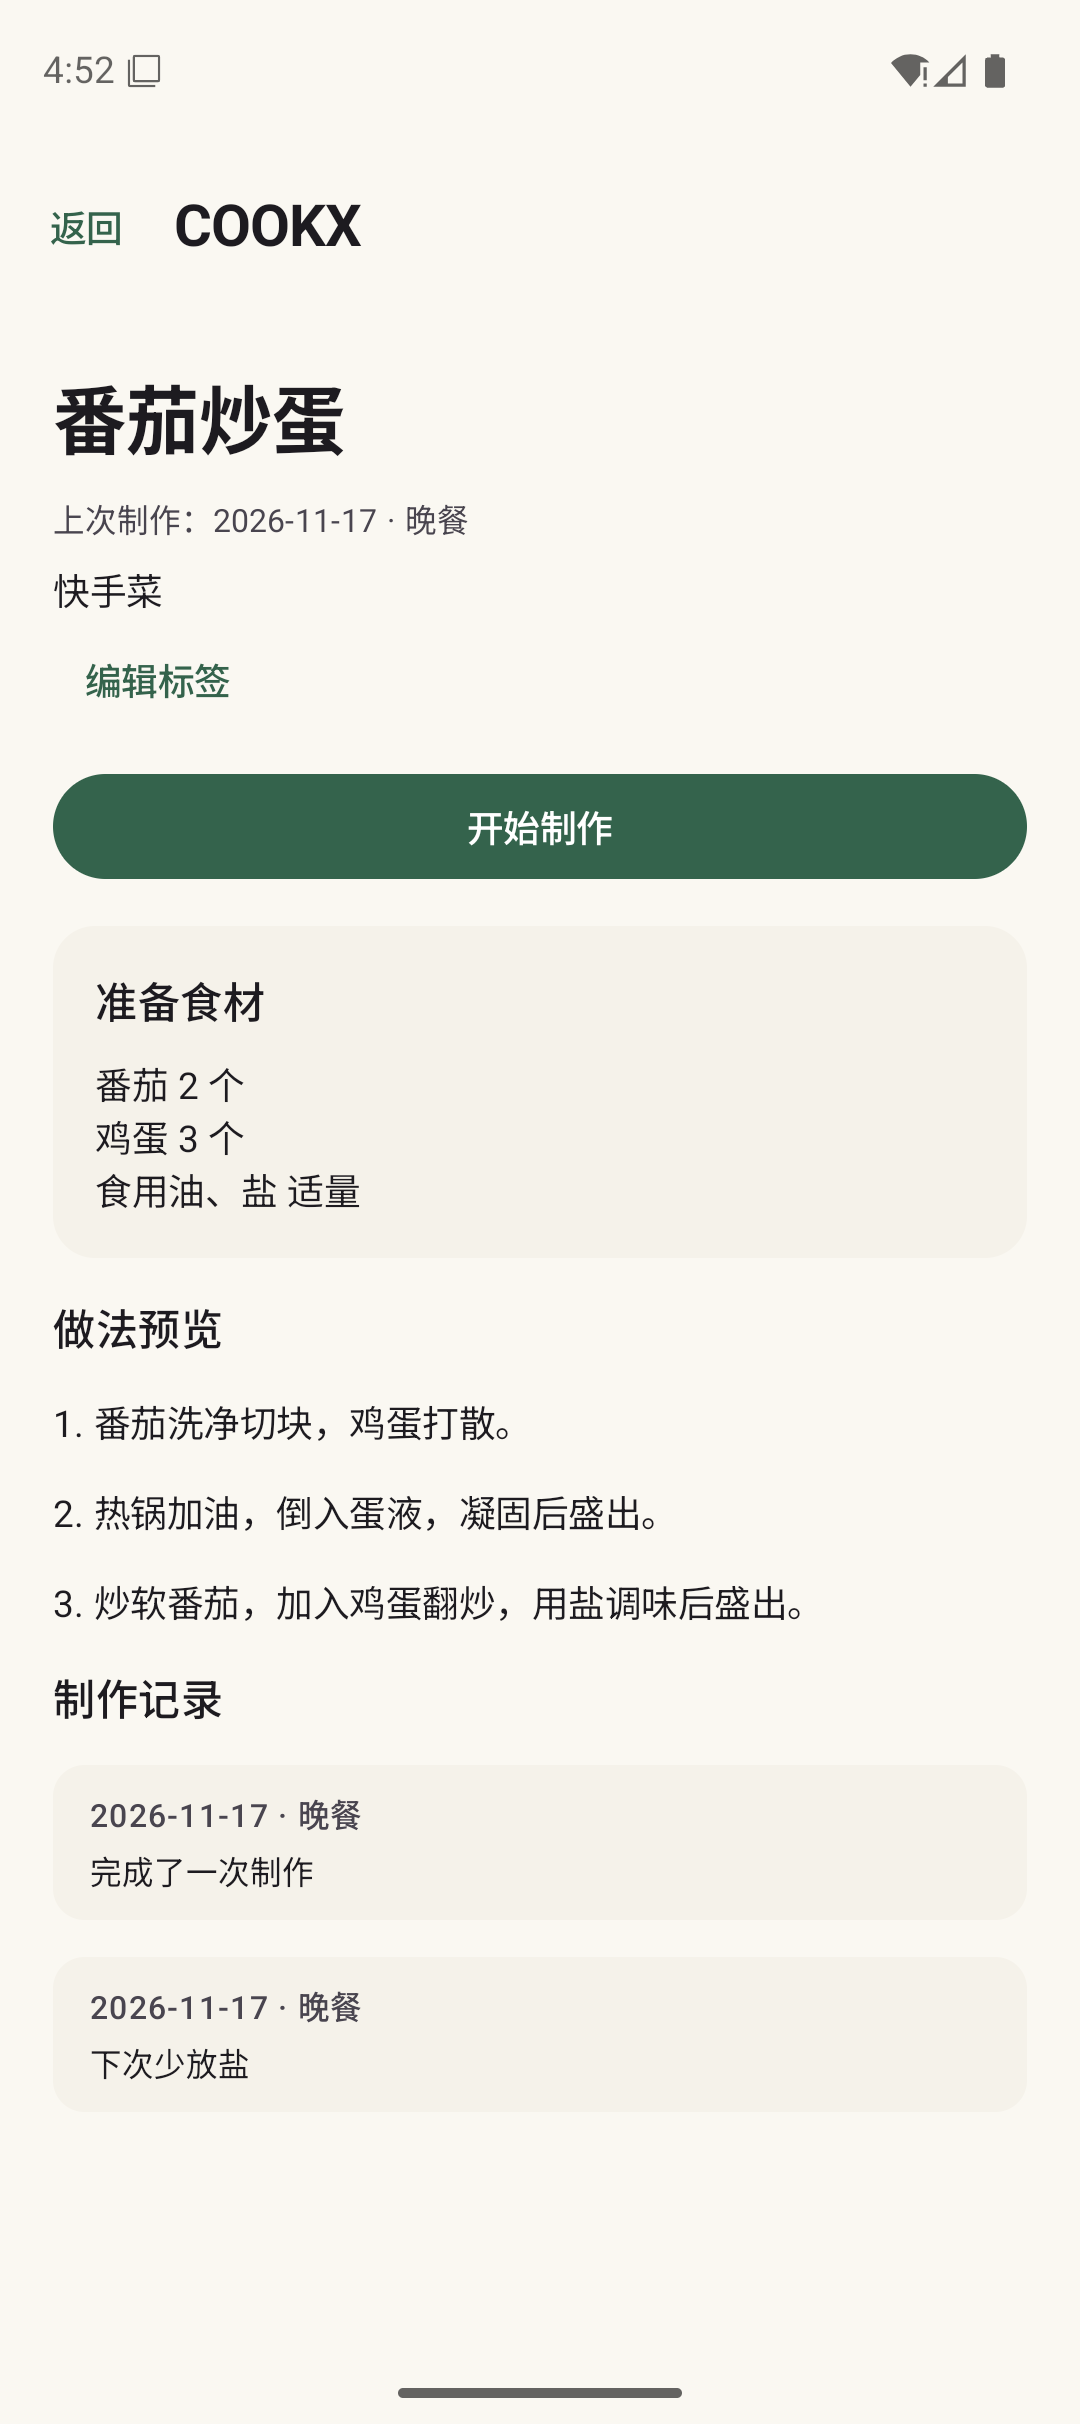 4:52
返回 COOKX
番茄炒蛋
上次制作：2026-11-17 · 晚餐
快手菜
编辑标签
开始制作
准备食材
番茄 2 个
鸡蛋 3 个
食用油、盐 适量
做法预览
1. 番茄洗净切块，鸡蛋打散。
2. 热锅加油，倒入蛋液，凝固后盛出。
3. 炒软番茄，加入鸡蛋翻炒，用盐调味后盛出。
制作记录
2026-11-17 · 晚餐
完成了一次制作
2026-11-17 · 晚餐
下次少放盐